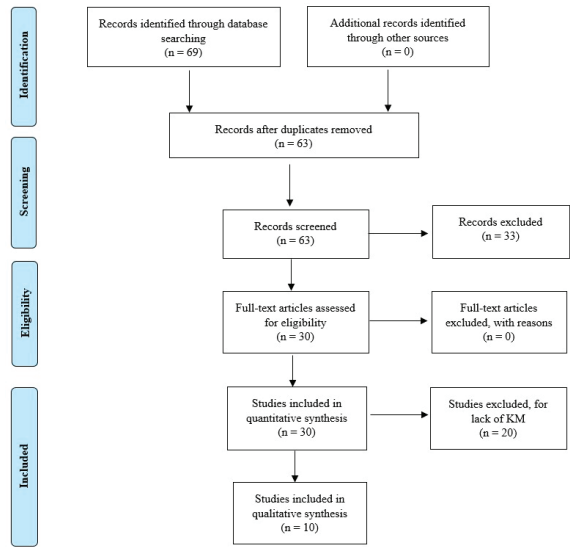 Identification
Records identified through database
searching
(n = 69)
Additional records identified
through other sources
(n = 0)
Records after duplicates removed
(n = 63)
Screening
Records screened
(n = 63)
Records excluded
(n = 33)
Eligibility
Full-text articles assessed
for eligibility
(n = 30)
Full-text articles
excluded, with reasons
(n = 0)
Included
Studies included in
quantitative synthesis
(n = 30)
Studies excluded, for
lack of KM
(n = 20)
Studies included in
qualitative synthesis
(n = 10)